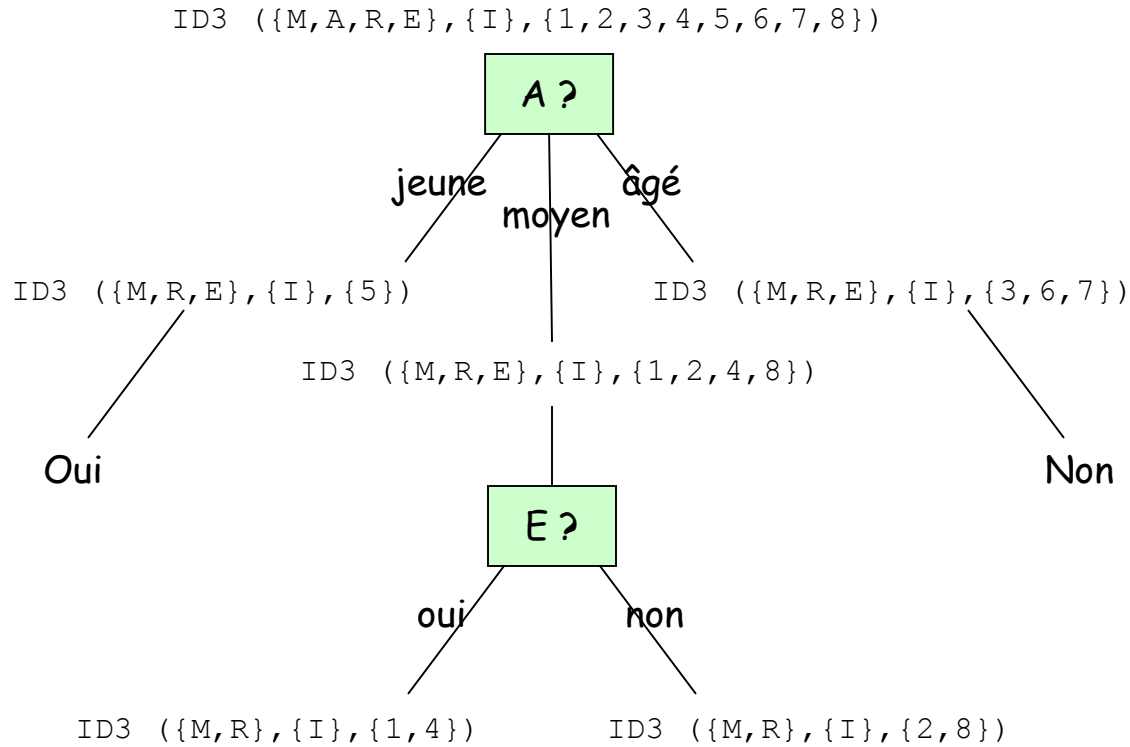 ID3 ({M,A,R,E},{I},{1,2,3,4,5,6,7,8})
A ?
jeune
moyen
âgé
ID3 ({M,R,E},{I},{5})
ID3 ({M,R,E},{I},{3,6,7})
ID3 ({M,R,E},{I},{1,2,4,8})
Oui
Non
E ?
oui
non
ID3 ({M,R},{I},{1,4})
ID3 ({M,R},{I},{2,8})